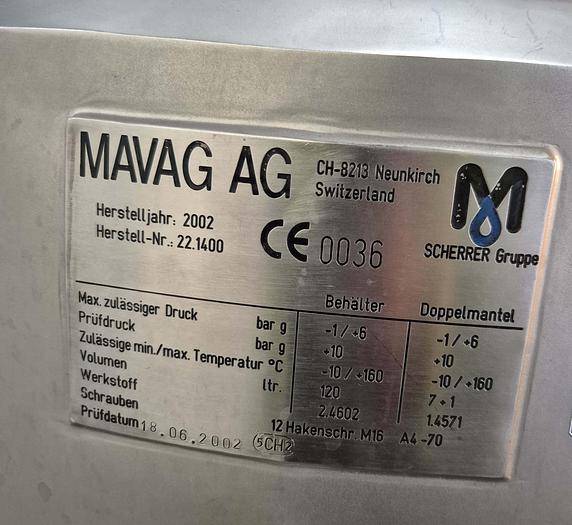 MAVAG AG
CH-8213 Neunkirch
Switzerland
M
SCHERRER Gruppe
Herstelljahr: 2002
Herstell-Nr.: 22.1400
CE 0036
Behälter Doppelmantel
Max. zulässiger Druck bar g -1/+6 -1/+6
Prüfdruck bar g +10 +10
Zulässige min./max. Temperatur °C -10/+160 -10/+160
Volumen ltr. 120 7+1
Werkstoff 2.4602 1.4571
Schrauben 12 Hakenschr. M16 A4-70
Prüfdatum 18.06.2002 5CH2